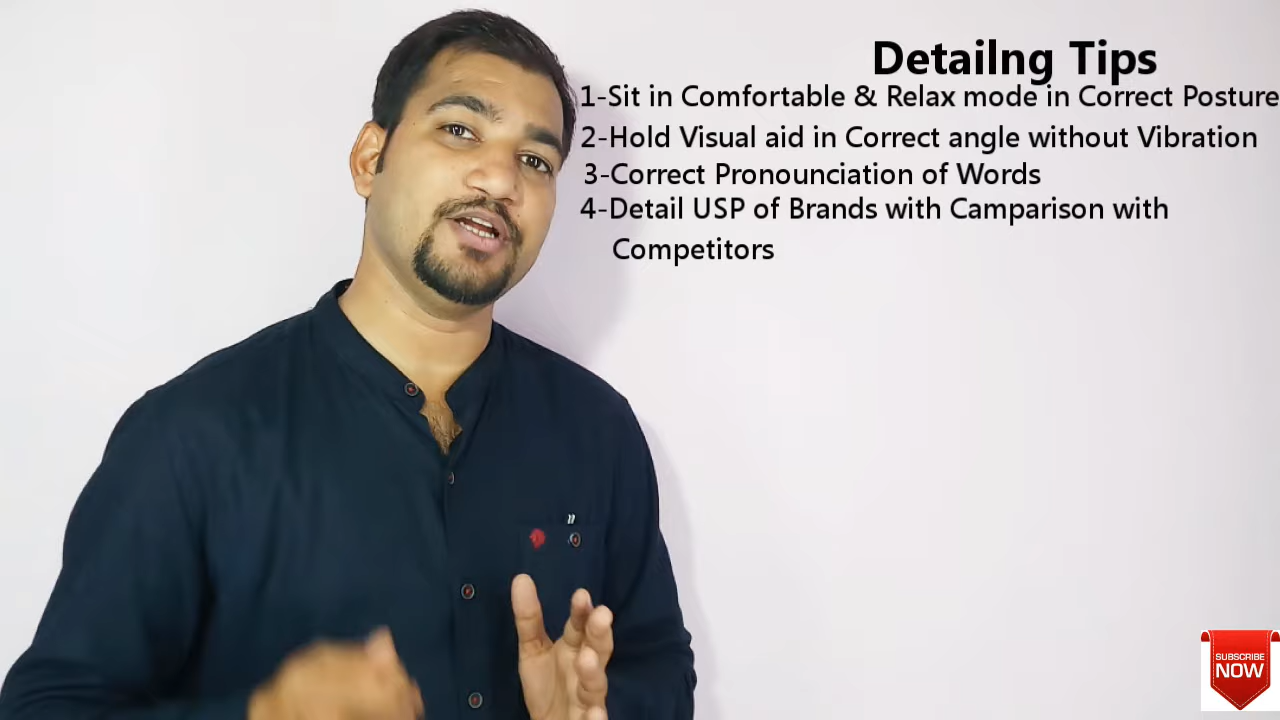 Detailng Tips
1-Sit in Comfortable & Relax mode in Correct Posture
2-Hold Visual aid in Correct angle without Vibration
3-Correct Pronounciation of Words
4-Detail USP of Brands with Camparison with
Competitors
SUBSCRIBE
NOW